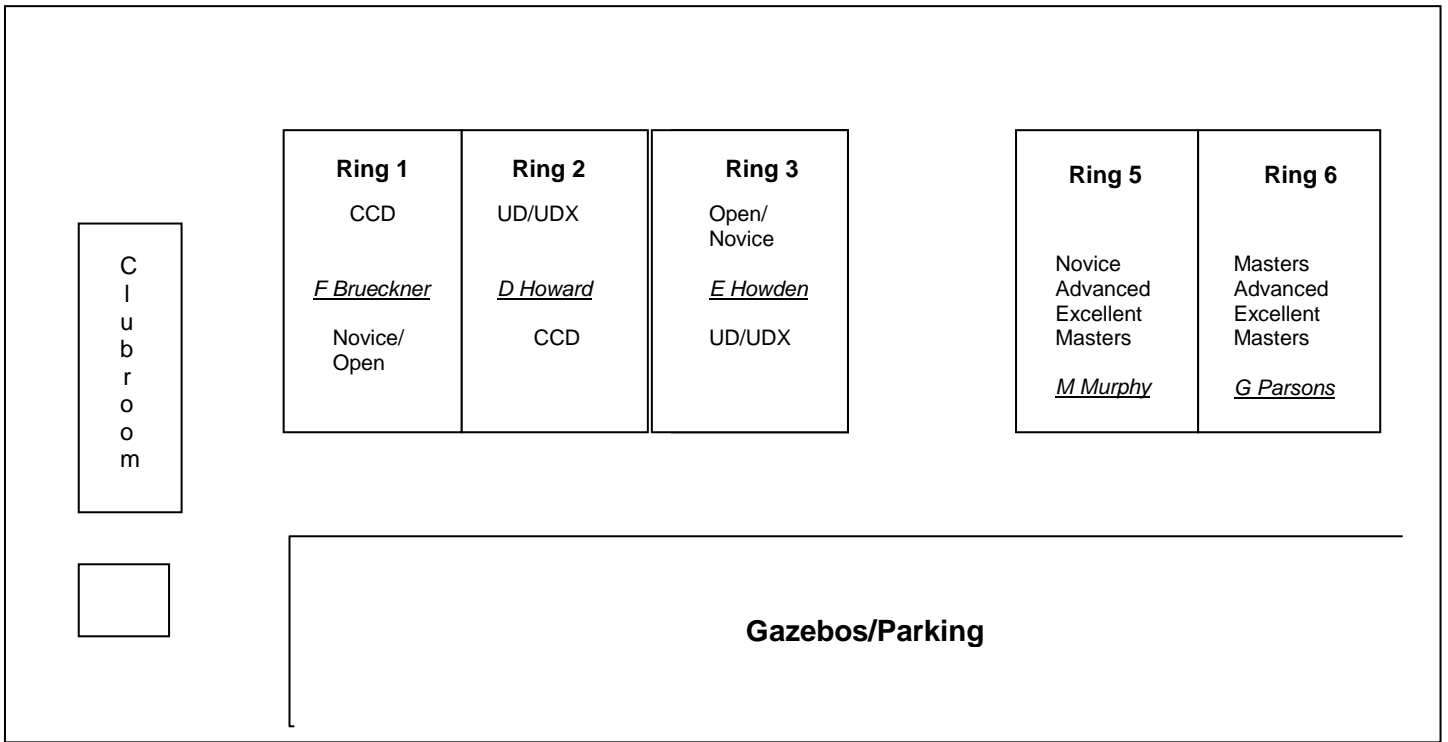 Clubroom
Ring 1
CCD
F Brueckner
Novice/
Open
Ring 2
UD/UDX
D Howard
CCD
Ring 3
Open/
Novice
E Howden
UD/UDX
Ring 5
Novice
Advanced
Excellent
Masters
M Murphy
Ring 6
Masters
Advanced
Excellent
Masters
G Parsons
Gazebos/Parking